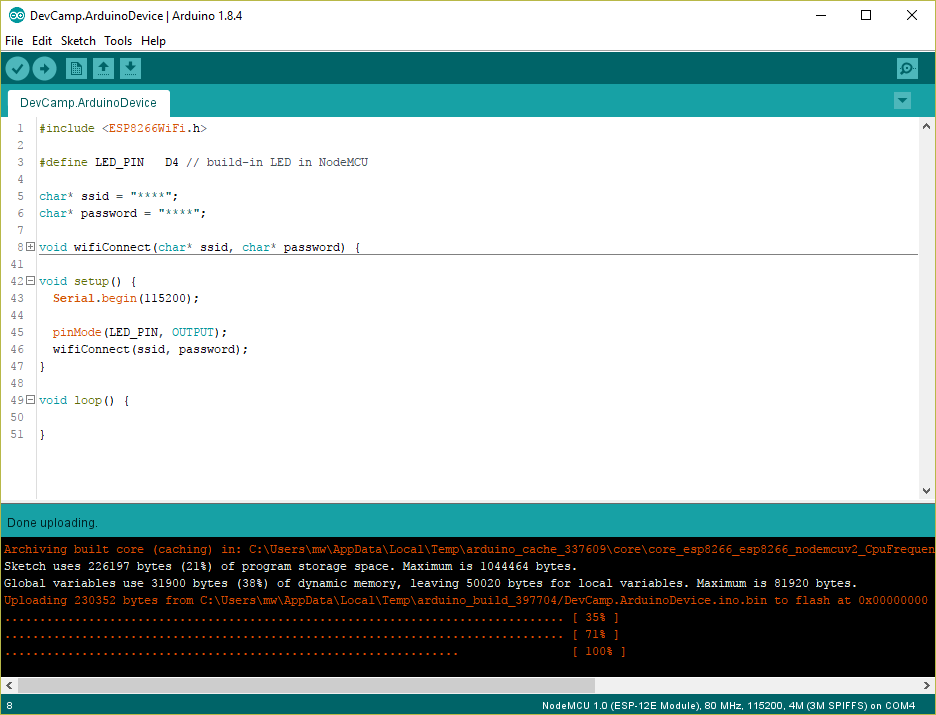 DevCamp.ArduinoDevice | Arduino 1.8.4
File Edit Sketch Tools Help
DevCamp.ArduinoDevice
1 #include <ESP8266WiFi.h>
2
3 #define LED_PIN   D4 // build-in LED in NodeMCU
4
5 char* ssid = "****";
6 char* password = "****";
7
8 void wifiConnect(char* ssid, char* password) {
41
42 void setup() {
43   Serial.begin(115200);
44
45   pinMode(LED_PIN, OUTPUT);
46   wifiConnect(ssid, password);
47 }
48
49 void loop() {
50
51 }
Done uploading.
Archiving built core (caching) in: C:\Users\mw\AppData\Local\Temp\arduino_cache_337609\core\core_esp8266_esp8266_nodemcuv2_CpuFrequen
Sketch uses 226197 bytes (21%) of program storage space. Maximum is 1044464 bytes.
Global variables use 31900 bytes (38%) of dynamic memory, leaving 50020 bytes for local variables. Maximum is 81920 bytes.
Uploading 230352 bytes from C:\Users\mw\AppData\Local\Temp\arduino_build_397704/DevCamp.ArduinoDevice.ino.bin to flash at 0x00000000
................................................................................ [ 35% ]
................................................................................ [ 71% ]
................................................................. [ 100% ]
8 NodeMCU 1.0 (ESP-12E Module), 80 MHz, 115200, 4M (3M SPIFFS) on COM4